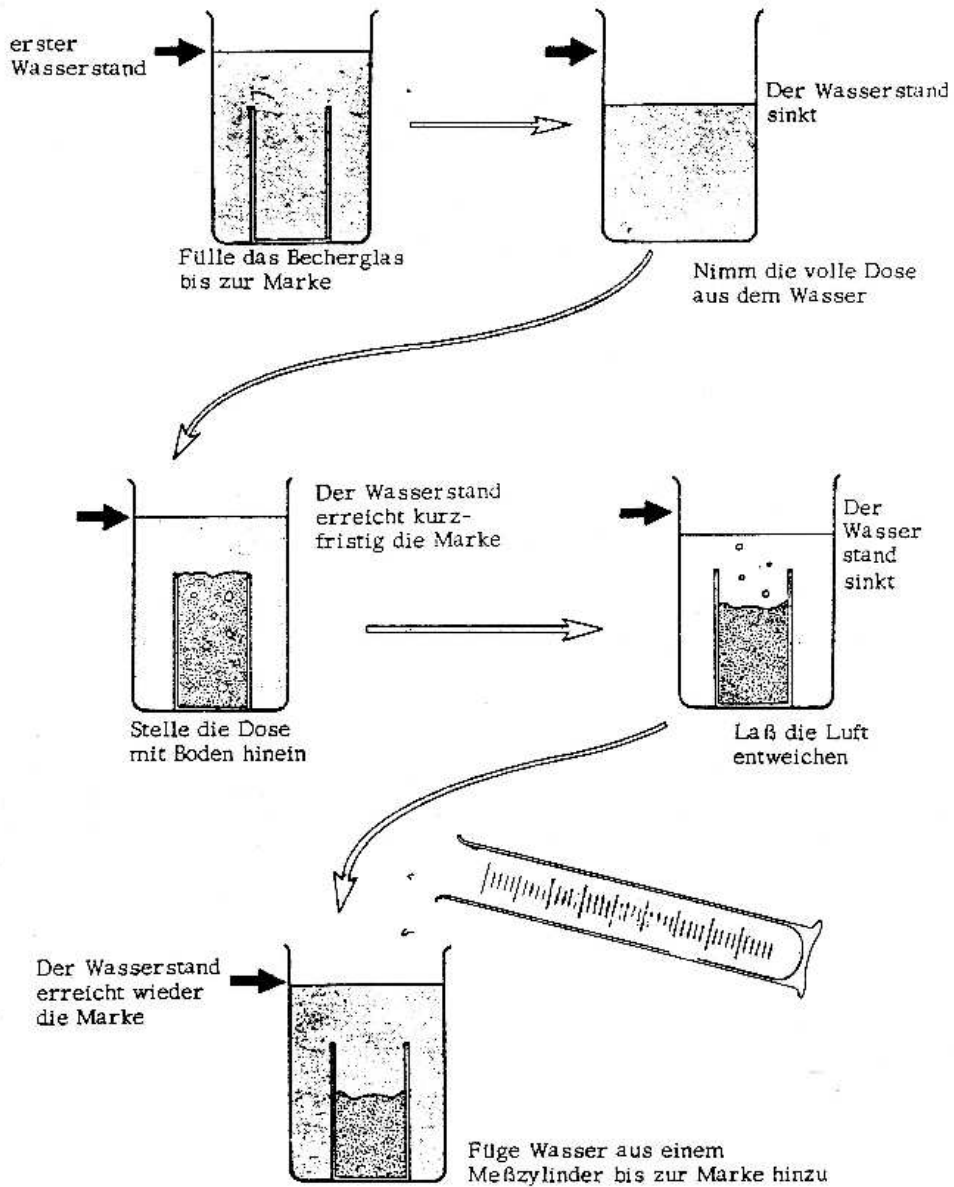 erster
Wasserstand
Der Wasserstand
sinkt
Fülle das Becherglas
bis zur Marke
Nimm die volle Dose
aus dem Wasser
Der Wasserstand
erreicht kurz-
fristig die Marke
Der
Wasser
stand
sinkt
Stelle die Dose
mit Boden hinein
Laß die Luft
entweichen
Der Wasserstand
erreicht wieder
die Marke
Füge Wasser aus einem
Meßzylinder bis zur Marke hinzu